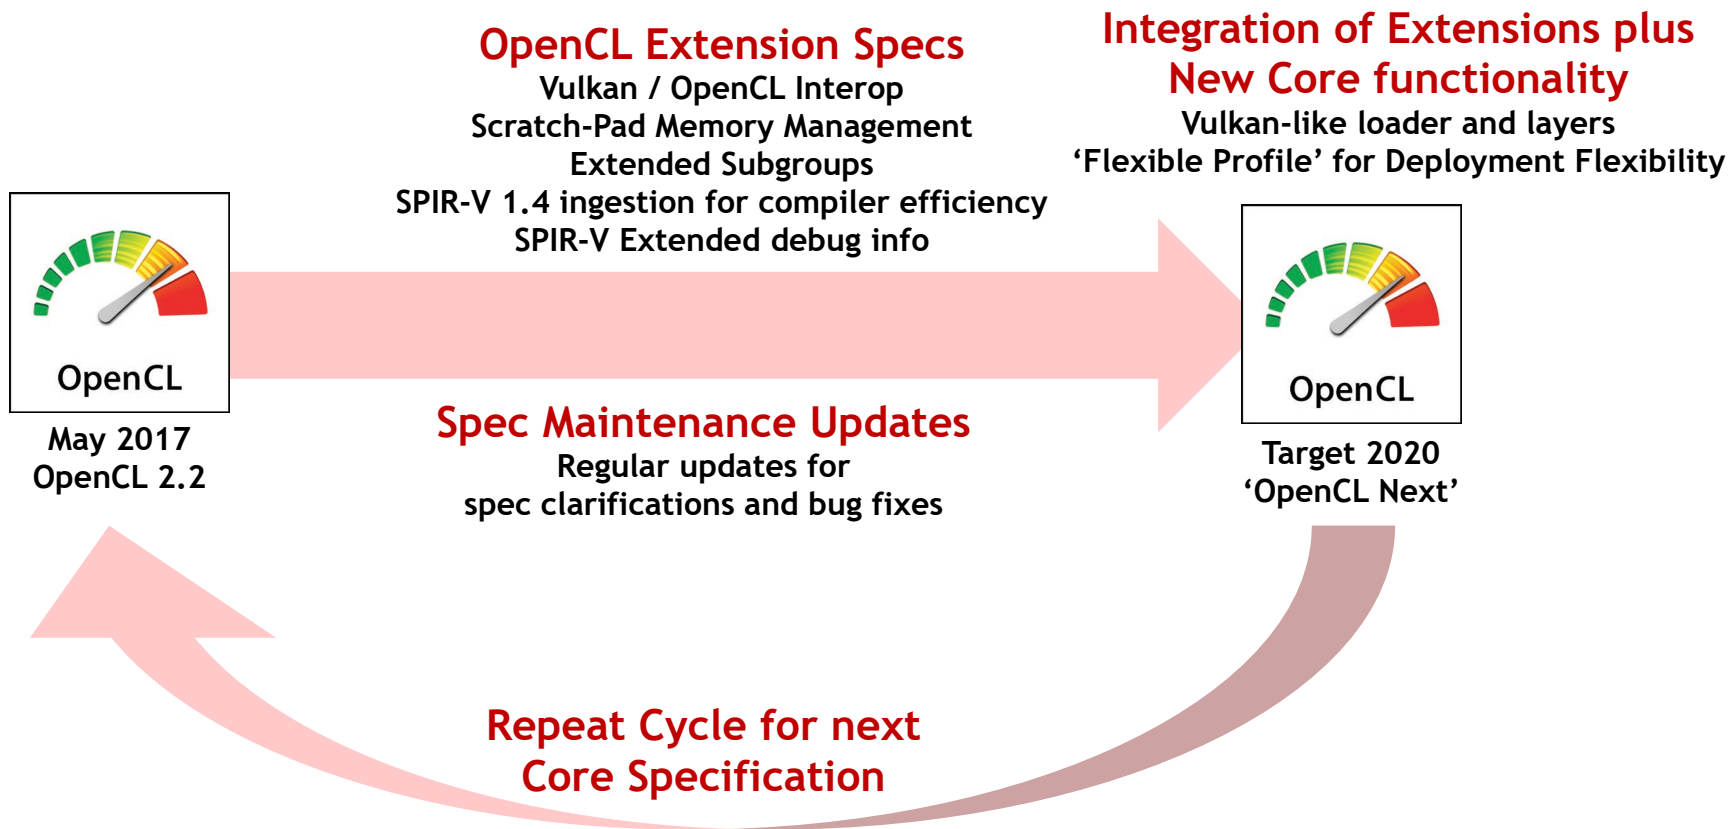 OpenCL Extension Specs
Vulkan / OpenCL Interop
Scratch-Pad Memory Management
Extended Subgroups
SPIR-V 1.4 ingestion for compiler efficiency
SPIR-V Extended debug info
Integration of Extensions plus
New Core functionality
Vulkan-like loader and layers
‘Flexible Profile’ for Deployment Flexibility
OpenCL
May 2017
OpenCL 2.2
Spec Maintenance Updates
Regular updates for
spec clarifications and bug fixes
OpenCL
Target 2020
‘OpenCL Next’
Repeat Cycle for next
Core Specification